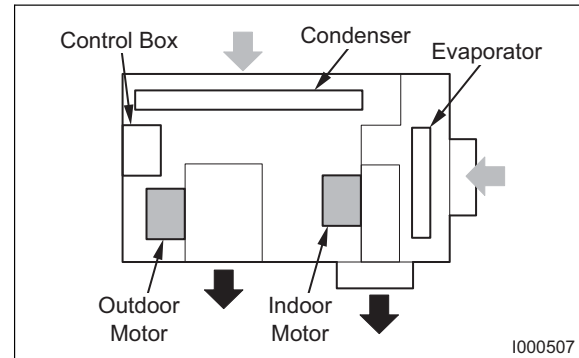 Control Box
Condenser
Evaporator
Outdoor
Motor
Indoor
Motor
I000507